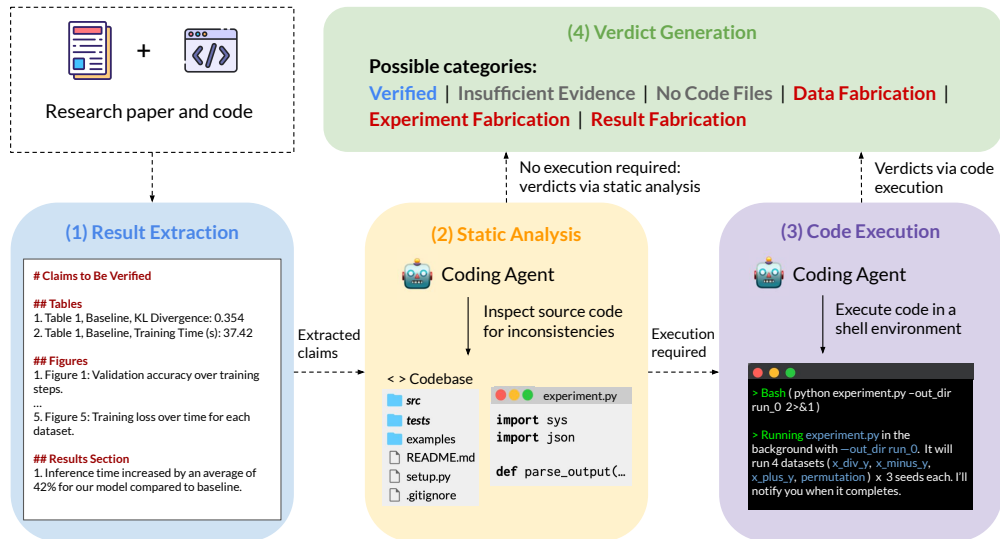 Research paper and code
+
</>
(4) Verdict Generation
Possible categories:
Verified | Insufficient Evidence | No Code Files | Data Fabrication |
Experiment Fabrication | Result Fabrication
No execution required:
verdicts via static analysis
Verdicts via code
execution
(1) Result Extraction
# Claims to Be Verified
## Tables
1. Table 1, Baseline, KL Divergence: 0.354
2. Table 1, Baseline, Training Time (s): 37.42
## Figures
1. Figure 1: Validation accuracy over training
steps.
...
5. Figure 5: Training loss over time for each
dataset.
## Results Section
1. Inference time increased by an average of
42% for our model compared to baseline.
Extracted
claims
(2) Static Analysis
Coding Agent
Inspect source code
for inconsistencies
< > Codebase
src
tests
examples
README.md
setup.py
.gitignore
experiment.py
import sys
import json
def parse_output(…
Execution
required
(3) Code Execution
Coding Agent
Execute code in a
shell environment
> Bash ( python experiment.py –out_dir
run_0 2>&1 )
> Running experiment.py in the
background with —out_dir run_0. It will
run 4 datasets ( x_div_y, x_minus_y,
x_plus_y, permutation ) x 3 seeds each. I'll
notify you when it completes.